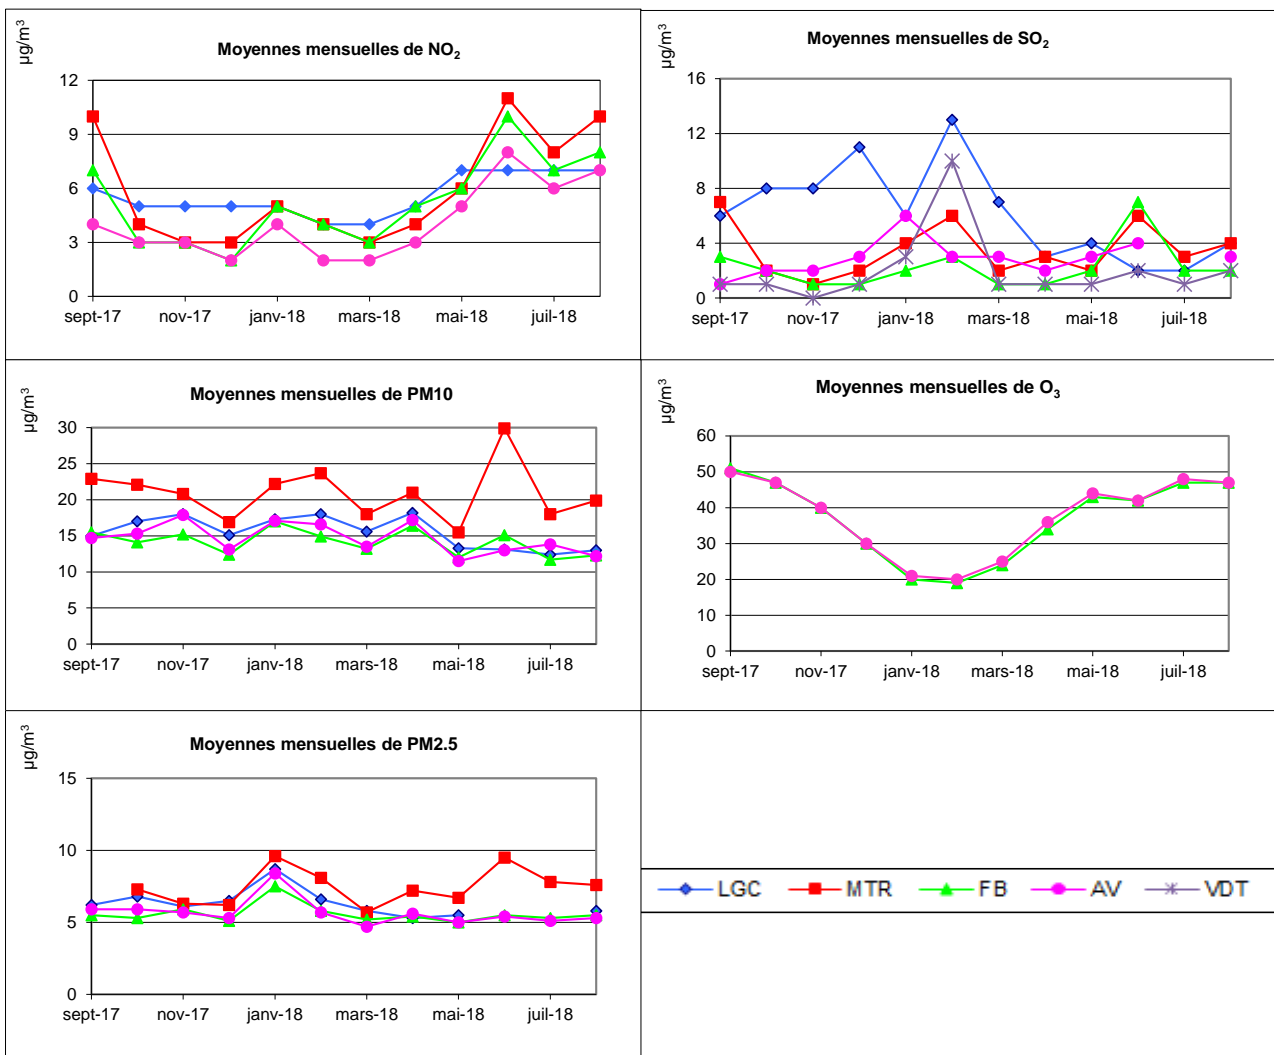 µg/m³
Moyennes mensuelles de NO₂
12
9
6
3
0
sept-17 nov-17 janv-18 mars-18 mai-18 juil-18
µg/m³
Moyennes mensuelles de SO₂
16
12
8
4
0
sept-17 nov-17 janv-18 mars-18 mai-18 juil-18
µg/m³
Moyennes mensuelles de PM10
30
25
20
15
10
5
0
sept-17 nov-17 janv-18 mars-18 mai-18 juil-18
µg/m³
Moyennes mensuelles de O₃
60
50
40
30
20
10
0
sept-17 nov-17 janv-18 mars-18 mai-18 juil-18
µg/m³
Moyennes mensuelles de PM2.5
15
10
5
0
sept-17 nov-17 janv-18 mars-18 mai-18 juil-18
LGC MTR FB AV VDT